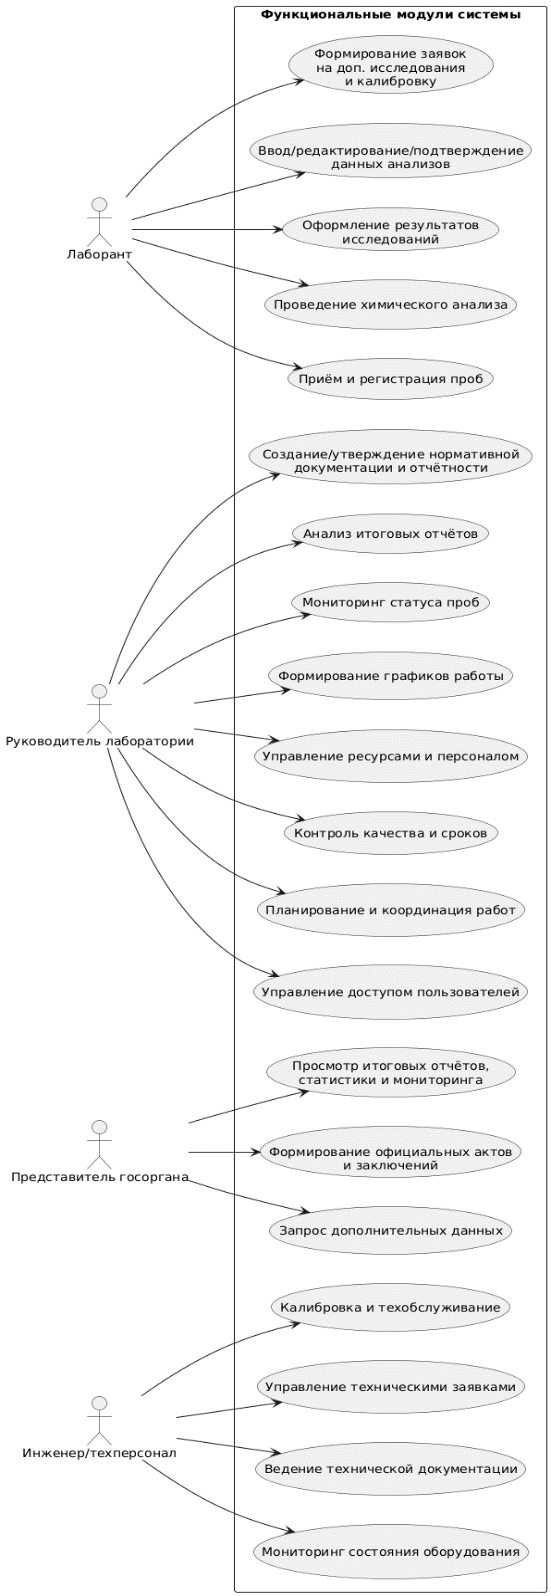 Функциональные модули системы
Формирование заявок
на доп. исследования
и калибровку
Ввод/редактирование/подтверждение
данных анализов
Оформление результатов
исследований
Лаборант
Проведение химического анализа
Приём и регистрация проб
Создание/утверждение нормативной
документации и отчётности
Анализ итоговых отчётов
Мониторинг статуса проб
Формирование графиков работы
Руководитель лаборатории
Управление ресурсами и персоналом
Контроль качества и сроков
Планирование и координация работ
Управление доступом пользователей
Просмотр итоговых отчётов,
статистики и мониторинга
Формирование официальных актов
и заключений
Представитель госоргана
Запрос дополнительных данных
Калибровка и техобслуживание
Управление техническими заявками
Инженер/техперсонал
Ведение технической документации
Мониторинг состояния оборудования